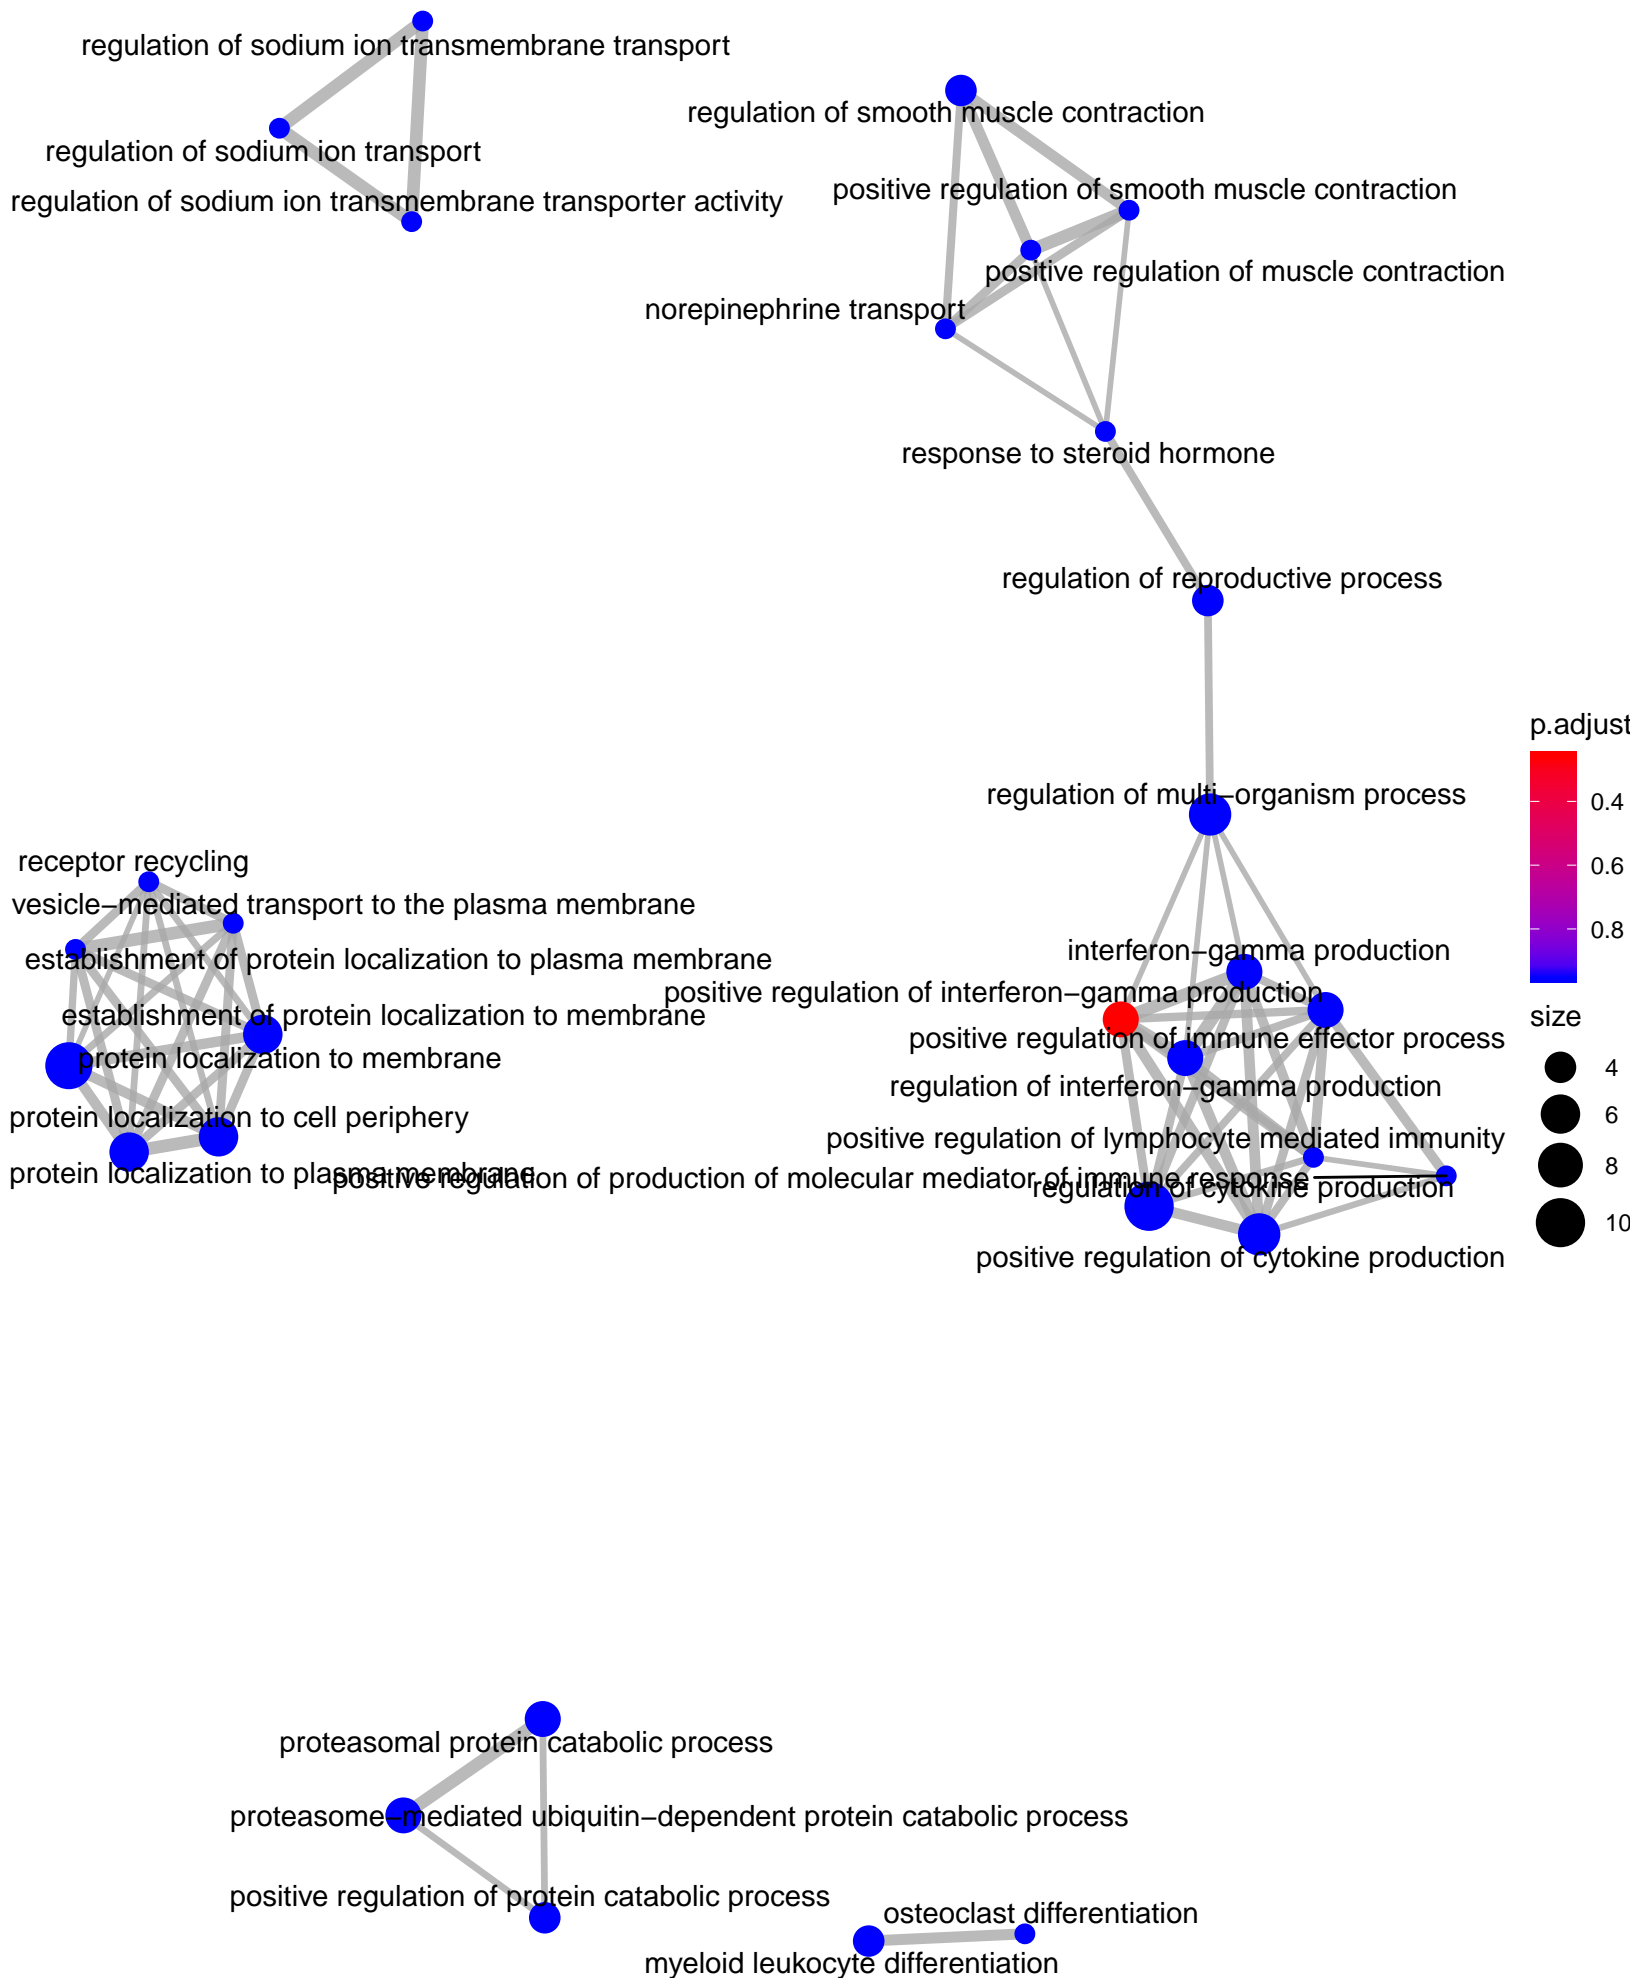 regulation of sodium ion transmembrane transport
regulation of smooth muscle contraction
regulation of sodium ion transport
positive regulation of smooth muscle contraction
regulation of sodium ion transmembrane transporter activity
positive regulation of muscle contraction
norepinephrine transport
response to steroid hormone
regulation of reproductive process
p.adjust
0.4
0.6
0.8
regulation of multi−organism process
receptor recycling
vesicle−mediated transport to the plasma membrane
interferon−gamma production
establishment of protein localization to plasma membrane
positive regulation of interferon−gamma production
establishment of protein localization to membrane
size
4
6
8
10
positive regulation of immune effector process
protein localization to membrane
regulation of interferon−gamma production
protein localization to cell periphery
positive regulation of lymphocyte mediated immunity
protein localization to plasma membrane
positive regulation of production of molecular mediator of immune response
regulation of cytokine production
positive regulation of cytokine production
proteasomal protein catabolic process
proteasome−mediated ubiquitin−dependent protein catabolic process
positive regulation of protein catabolic process
osteoclast differentiation
myeloid leukocyte differentiation